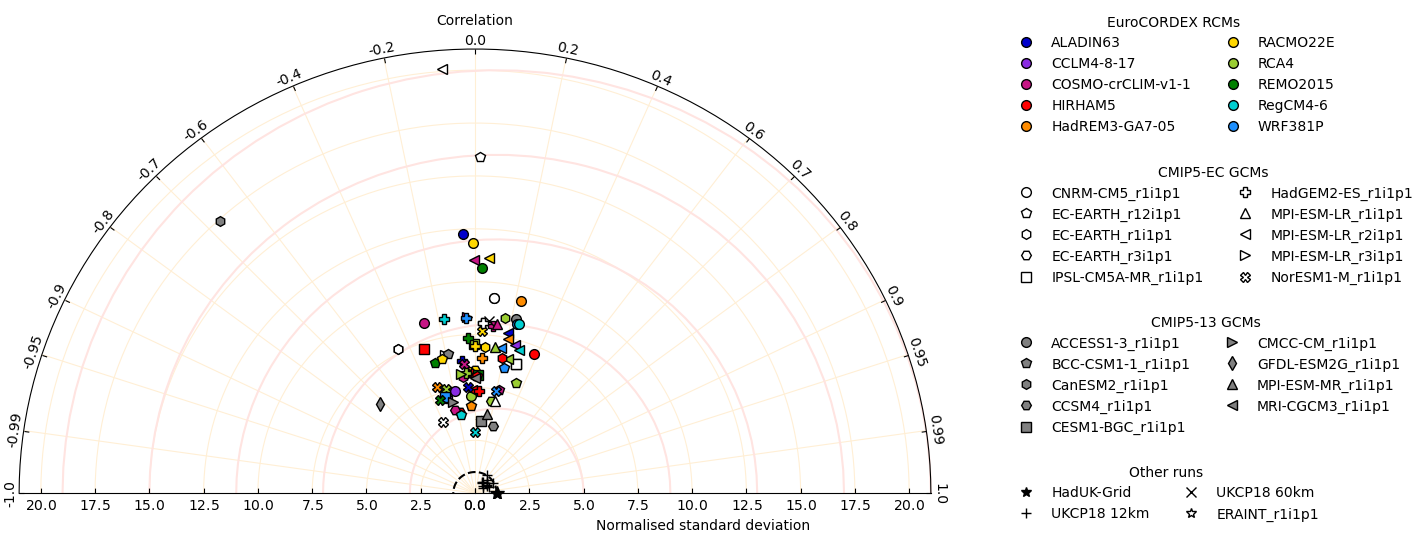 Correlation
0.0
-0.2
0.2
-0.4
0.4
-0.6
0.6
-0.7
0.7
-0.8
0.8
-0.9
0.9
-0.95
0.95
-0.99
0.99
-1.0
1.0
20.0 17.5 15.0 12.5 10.0 7.5 5.0 2.5 0.0 2.5 5.0 7.5 10.0 12.5 15.0 17.5 20.0
Normalised standard deviation
EuroCORDEX RCMs
ALADIN63
CCLM4-8-17
COSMO-crCLIM-v1-1
HIRHAM5
HadREM3-GA7-05
RACMO22E
RCA4
REMO2015
RegCM4-6
WRF381P
CMIP5-EC GCMs
CNRM-CM5_r1i1p1
EC-EARTH_r12i1p1
EC-EARTH_r1i1p1
EC-EARTH_r3i1p1
IPSL-CM5A-MR_r1i1p1
HadGEM2-ES_r1i1p1
MPI-ESM-LR_r1i1p1
MPI-ESM-LR_r2i1p1
MPI-ESM-LR_r3i1p1
NorESM1-M_r1i1p1
CMIP5-13 GCMs
ACCESS1-3_r1i1p1
BCC-CSM1-1_r1i1p1
CanESM2_r1i1p1
CCSM4_r1i1p1
CESM1-BGC_r1i1p1
CMCC-CM_r1i1p1
GFDL-ESM2G_r1i1p1
MPI-ESM-MR_r1i1p1
MRI-CGCM3_r1i1p1
Other runs
HadUK-Grid
UKCP18 12km
UKCP18 60km
ERAINT_r1i1p1